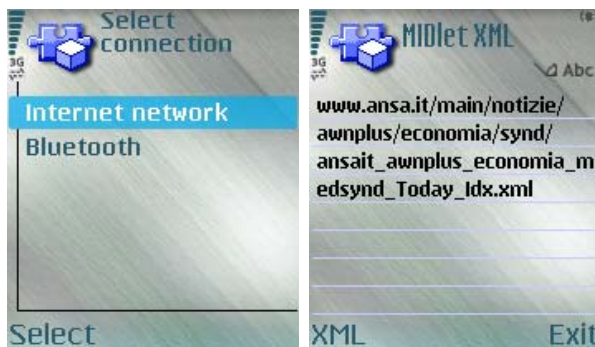 Select
connection
3G
Internet network
Bluetooth
Select
MIDlet XML
3G
Abc
www.ansa.it/main/notizie/
awnplus/economia/synd/
ansait_awnplus_economia_m
edsynd_Today_Idx.xml
XML Exit